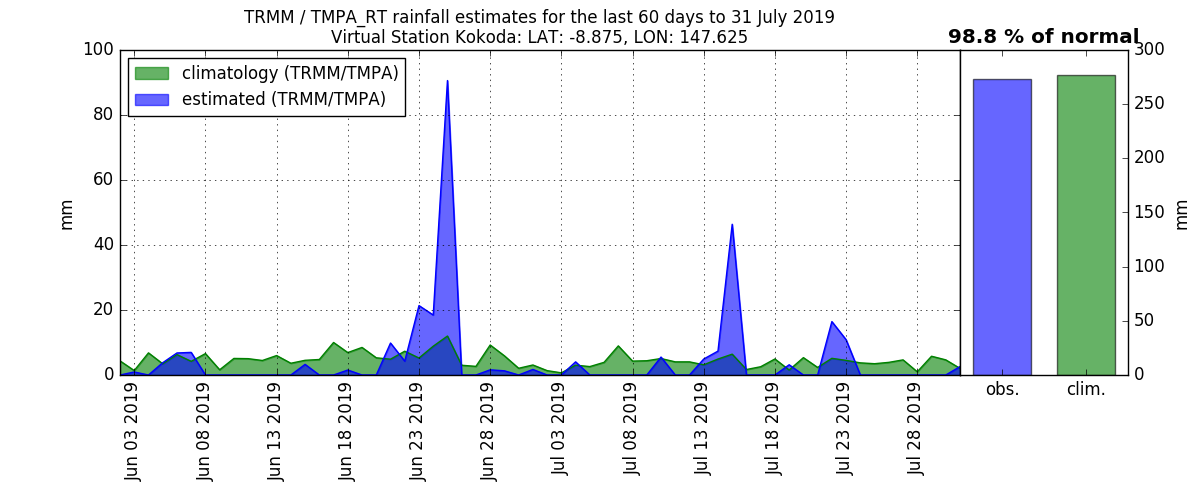 TRMM / TMPA_RT rainfall estimates for the last 60 days to 31 July 2019
Virtual Station Kokoda: LAT: -8.875, LON: 147.625
98.8 % of normal
climatology (TRMM/TMPA)
estimated (TRMM/TMPA)
100
80
60
40
20
0
mm
300
250
200
150
100
50
0
mm
Jun 03 2019
Jun 08 2019
Jun 13 2019
Jun 18 2019
Jun 23 2019
Jun 28 2019
Jul 03 2019
Jul 08 2019
Jul 13 2019
Jul 18 2019
Jul 23 2019
Jul 28 2019
obs.
clim.